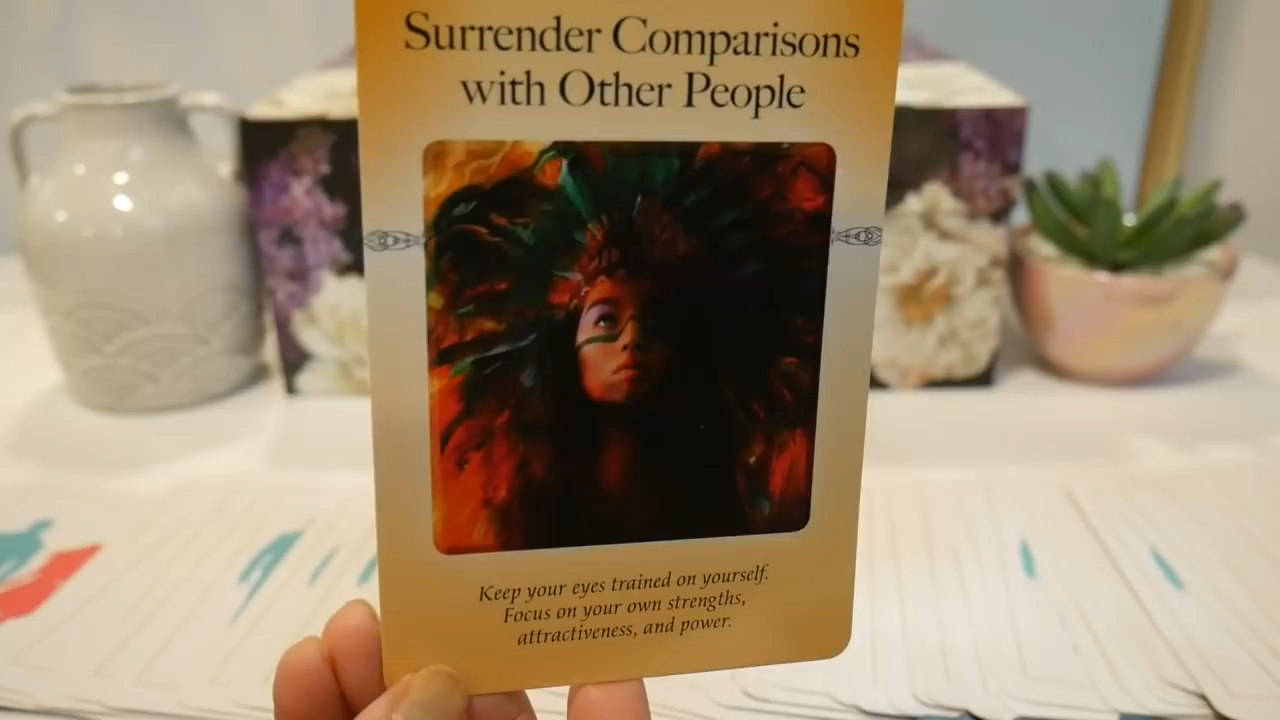 Surrender Comparisons
with Other People
Keep your eyes trained on yourself.
Focus on your own strengths,
attractiveness, and power.